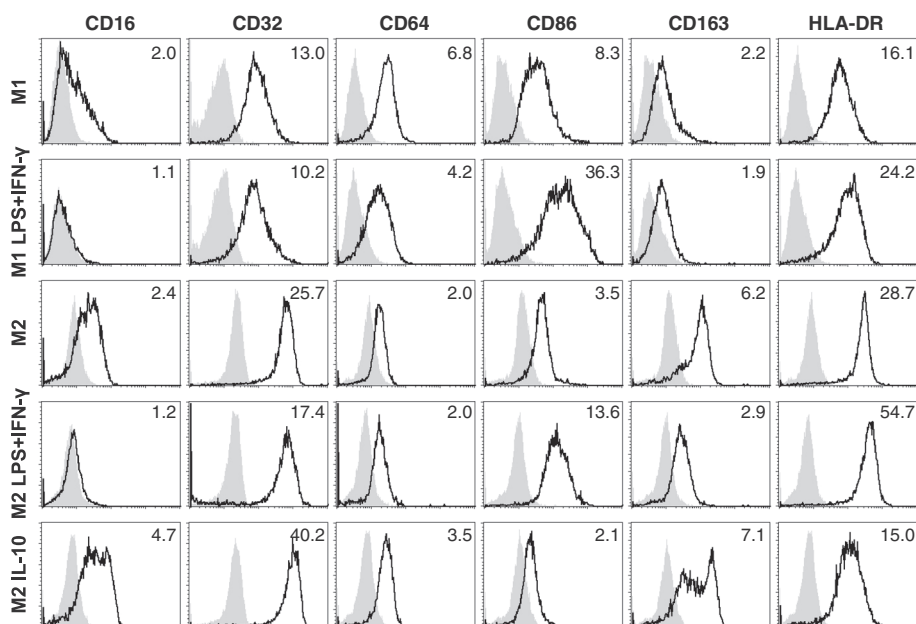 CD16 CD32 CD64 CD86 CD163 HLA-DR
M1 2.0 13.0 6.8 8.3 2.2 16.1
M1 LPS+IFN-γ 1.1 10.2 4.2 36.3 1.9 24.2
M2 2.4 25.7 2.0 3.5 6.2 28.7
M2 LPS+IFN-γ 1.2 17.4 2.0 13.6 2.9 54.7
M2 IL-10 4.7 40.2 3.5 2.1 7.1 15.0